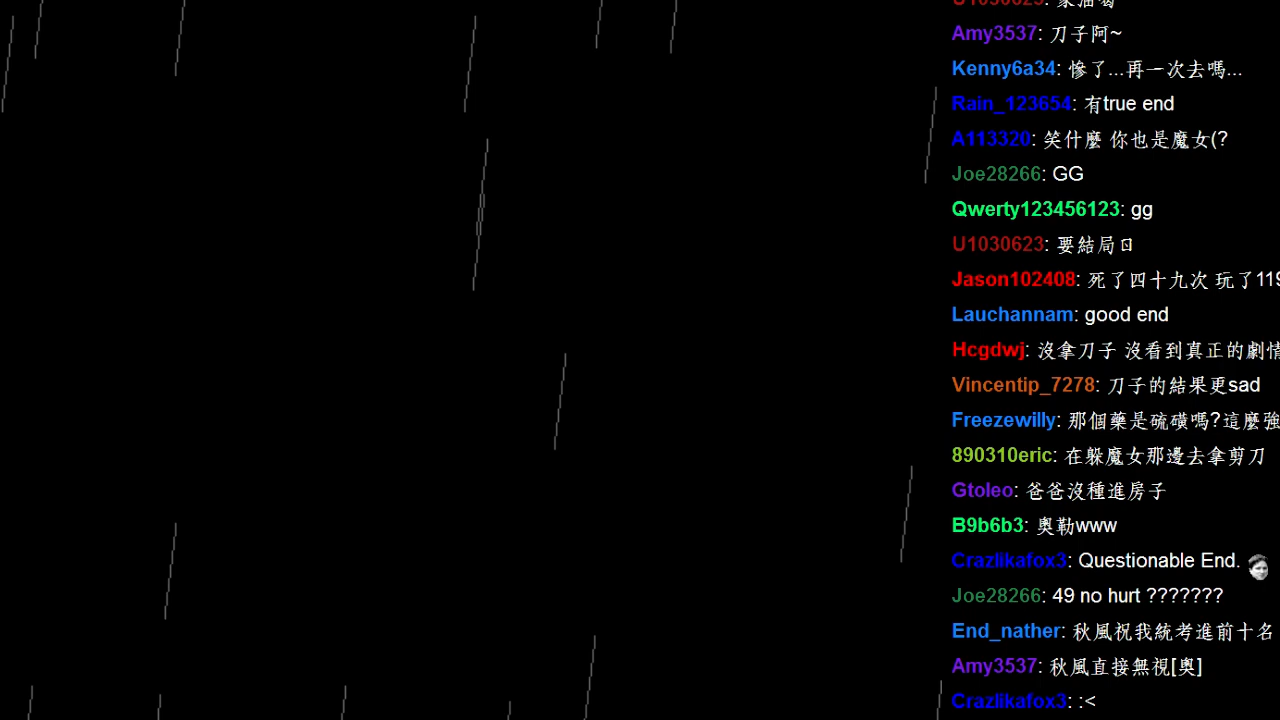 Amy3537: 刀子阿~
Kenny6a34: 慘了...再一次去嗎...
Rain_123654: 有true end
A113320: 笑什麼 你也是魔女(?
Joe28266: GG
Qwerty123456123: gg
U1030623: 要結局日
Jason102408: 死了四十九次 玩了119
Lauchannam: good end
Hcgdwj: 沒拿刀子 沒看到真正的劇情
Vincentip_7278: 刀子的結果更sad
Freezewilly: 那個藥是硫磺嗎?這麼強
890310eric: 在躲魔女那邊去拿剪刀
Gtoleo: 爸爸沒種進房子
B9b6b3: 奧勒www
Crazlikafox3: Questionable End.
Joe28266: 49 no hurt ???????
End_nather: 秋風祝我統考進前十名
Amy3537: 秋風直接無視[奧]
Crazlikafox3: :<